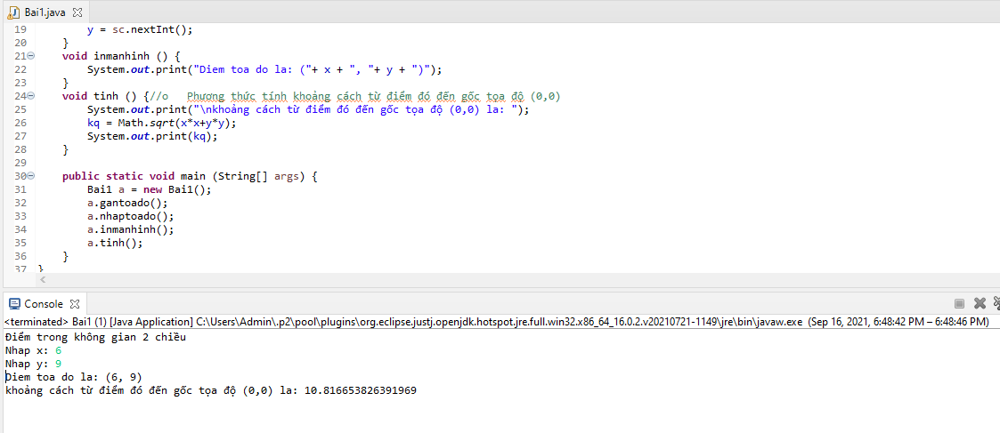 Bai1.java
19 y = sc.nextInt();
20 }
21 void inmanhinh () {
22 System.out.print("Diem toa do la: ("+ x + ", "+ y + ")");
23 }
24 void tinh () {//o Phương thức tính khoảng cách từ điểm đó đến gốc tọa độ (0,0)
25 System.out.print("\nkhoảng cách từ điểm đó đến gốc tọa độ (0,0) la: ");
26 kq = Math.sqrt(x*x+y*y);
27 System.out.print(kq);
28 }
29
30 public static void main (String[] args) {
31 Bai1 a = new Bai1();
32 a.gantoado();
33 a.nhaptoado();
34 a.inmanhinh();
35 a.tinh();
36 }
37 }
Console
<terminated> Bai1 (1) [Java Application] C:\Users\Admin\.p2\pool\plugins\org.eclipse.justj.openjdk.hotspot.jre.full.win32.x86_64_16.0.2.v20210721-1149\jre\bin\javaw.exe (Sep 16, 2021, 6:48:42 PM – 6:48:46 PM)
Điểm trong không gian 2 chiều
Nhap x: 6
Nhap y: 9
Diem toa do la: (6, 9)
khoảng cách từ điểm đó đến gốc tọa độ (0,0) la: 10.816653826391969